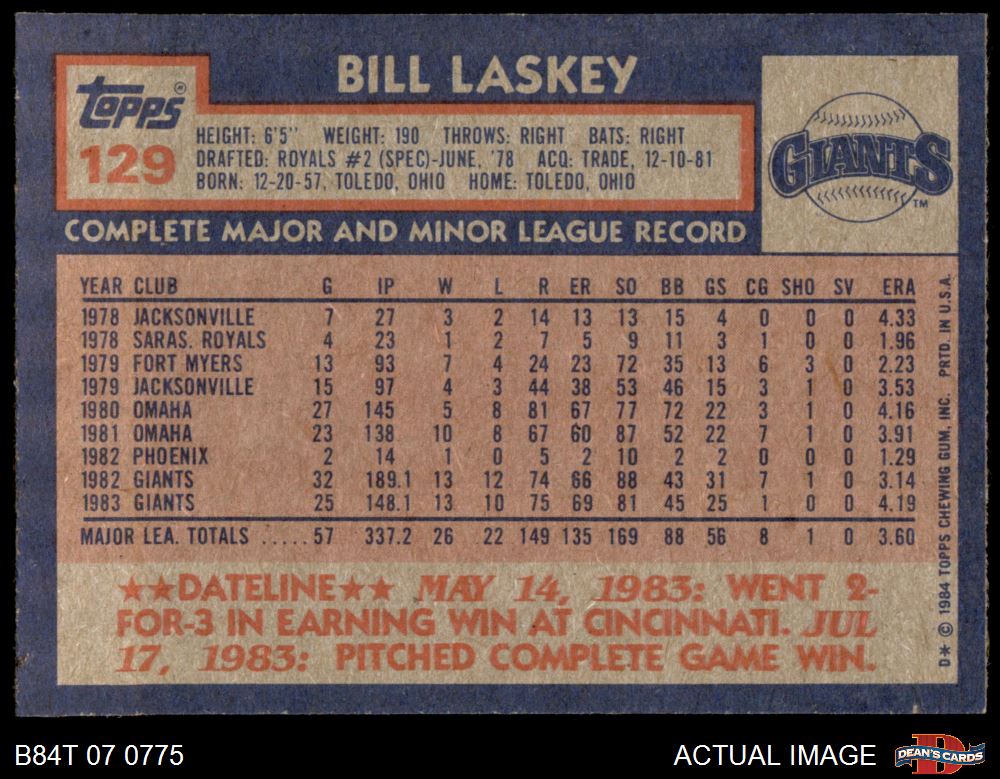 BILL LASKEY
Topps®
129
HEIGHT: 6'5" WEIGHT: 190 THROWS: RIGHT BATS: RIGHT
DRAFTED: ROYALS #2 (SPEC)-JUNE, '78 ACQ: TRADE, 12-10-81
BORN: 12-20-57, TOLEDO, OHIO HOME: TOLEDO, OHIO
GIANTS
TM
COMPLETE MAJOR AND MINOR LEAGUE RECORD
YEAR CLUB G IP W L R ER SO BB GS CG SHO SV ERA
1978 JACKSONVILLE 7 27 3 2 14 13 13 15 4 0 0 0 4.33
1978 SARAS. ROYALS 4 23 1 2 7 5 9 11 3 1 0 0 1.96
1979 FORT MYERS 13 93 7 4 24 23 72 35 13 6 3 0 2.23
1979 JACKSONVILLE 15 97 4 3 44 38 53 46 15 3 1 0 3.53
1980 OMAHA 27 145 5 8 81 67 77 72 22 3 1 0 4.16
1981 OMAHA 23 138 10 8 67 60 87 52 22 7 1 0 3.91
1982 PHOENIX 2 14 1 0 5 2 10 2 2 0 0 0 1.29
1982 GIANTS 32 189.1 13 12 74 66 88 43 31 7 1 0 3.14
1983 GIANTS 25 148.1 13 10 75 69 81 45 25 1 0 0 4.19
MAJOR LEA. TOTALS .....57 337.2 26 22 149 135 169 88 56 8 1 0 3.60
★★DATELINE★★ MAY 14, 1983: WENT 2-
FOR-3 IN EARNING WIN AT CINCINNATI. JUL
17, 1983: PITCHED COMPLETE GAME WIN.
D* © 1984 TOPPS CHEWING GUM, INC. PRTD. IN U.S.A.
B84T 07 0775
ACTUAL IMAGE
D
DEAN'S CARDS